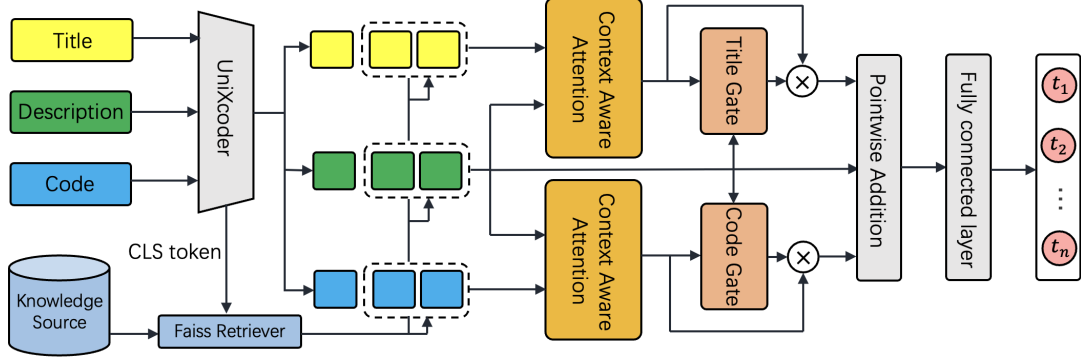 Title
Description
Code
UniXcoder
CLS token
Knowledge
Source
Faiss Retriever
Context Aware
Attention
Context Aware
Attention
Title Gate
Code Gate
×
×
Pointwise Addition
Fully connected layer
t₁
t₂
...
tₙ